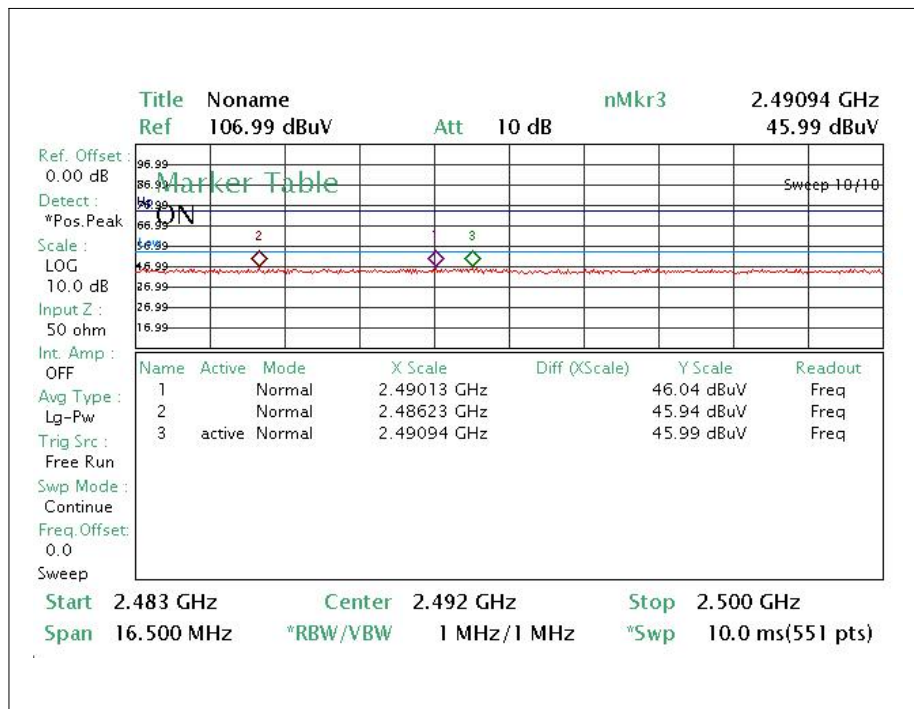 Title Noname nMkr3 2.49094 GHz
Ref 106.99 dBuV Att 10 dB 45.99 dBuV
Ref. Offset :
0.00 dB
Detect :
*Pos.Peak
Scale :
LOG
10.0 dB
Input Z :
50 ohm
Int. Amp :
OFF
Avg Type :
Lg-Pw
Trig Src :
Free Run
Swp Mode :
Continue
Freq.Offset:
0.0
Sweep
96.99
86.99
Marker Table
Sweep 10/10
76.99
ON
66.99
56.99
46.99
36.99
26.99
16.99
2 1 3
Name Active Mode X Scale Diff (XScale) Y Scale Readout
1 Normal 2.49013 GHz 46.04 dBuV Freq
2 Normal 2.48623 GHz 45.94 dBuV Freq
3 active Normal 2.49094 GHz 45.99 dBuV Freq
Start 2.483 GHz Center 2.492 GHz Stop 2.500 GHz
Span 16.500 MHz *RBW/VBW 1 MHz/1 MHz *Swp 10.0 ms(551 pts)